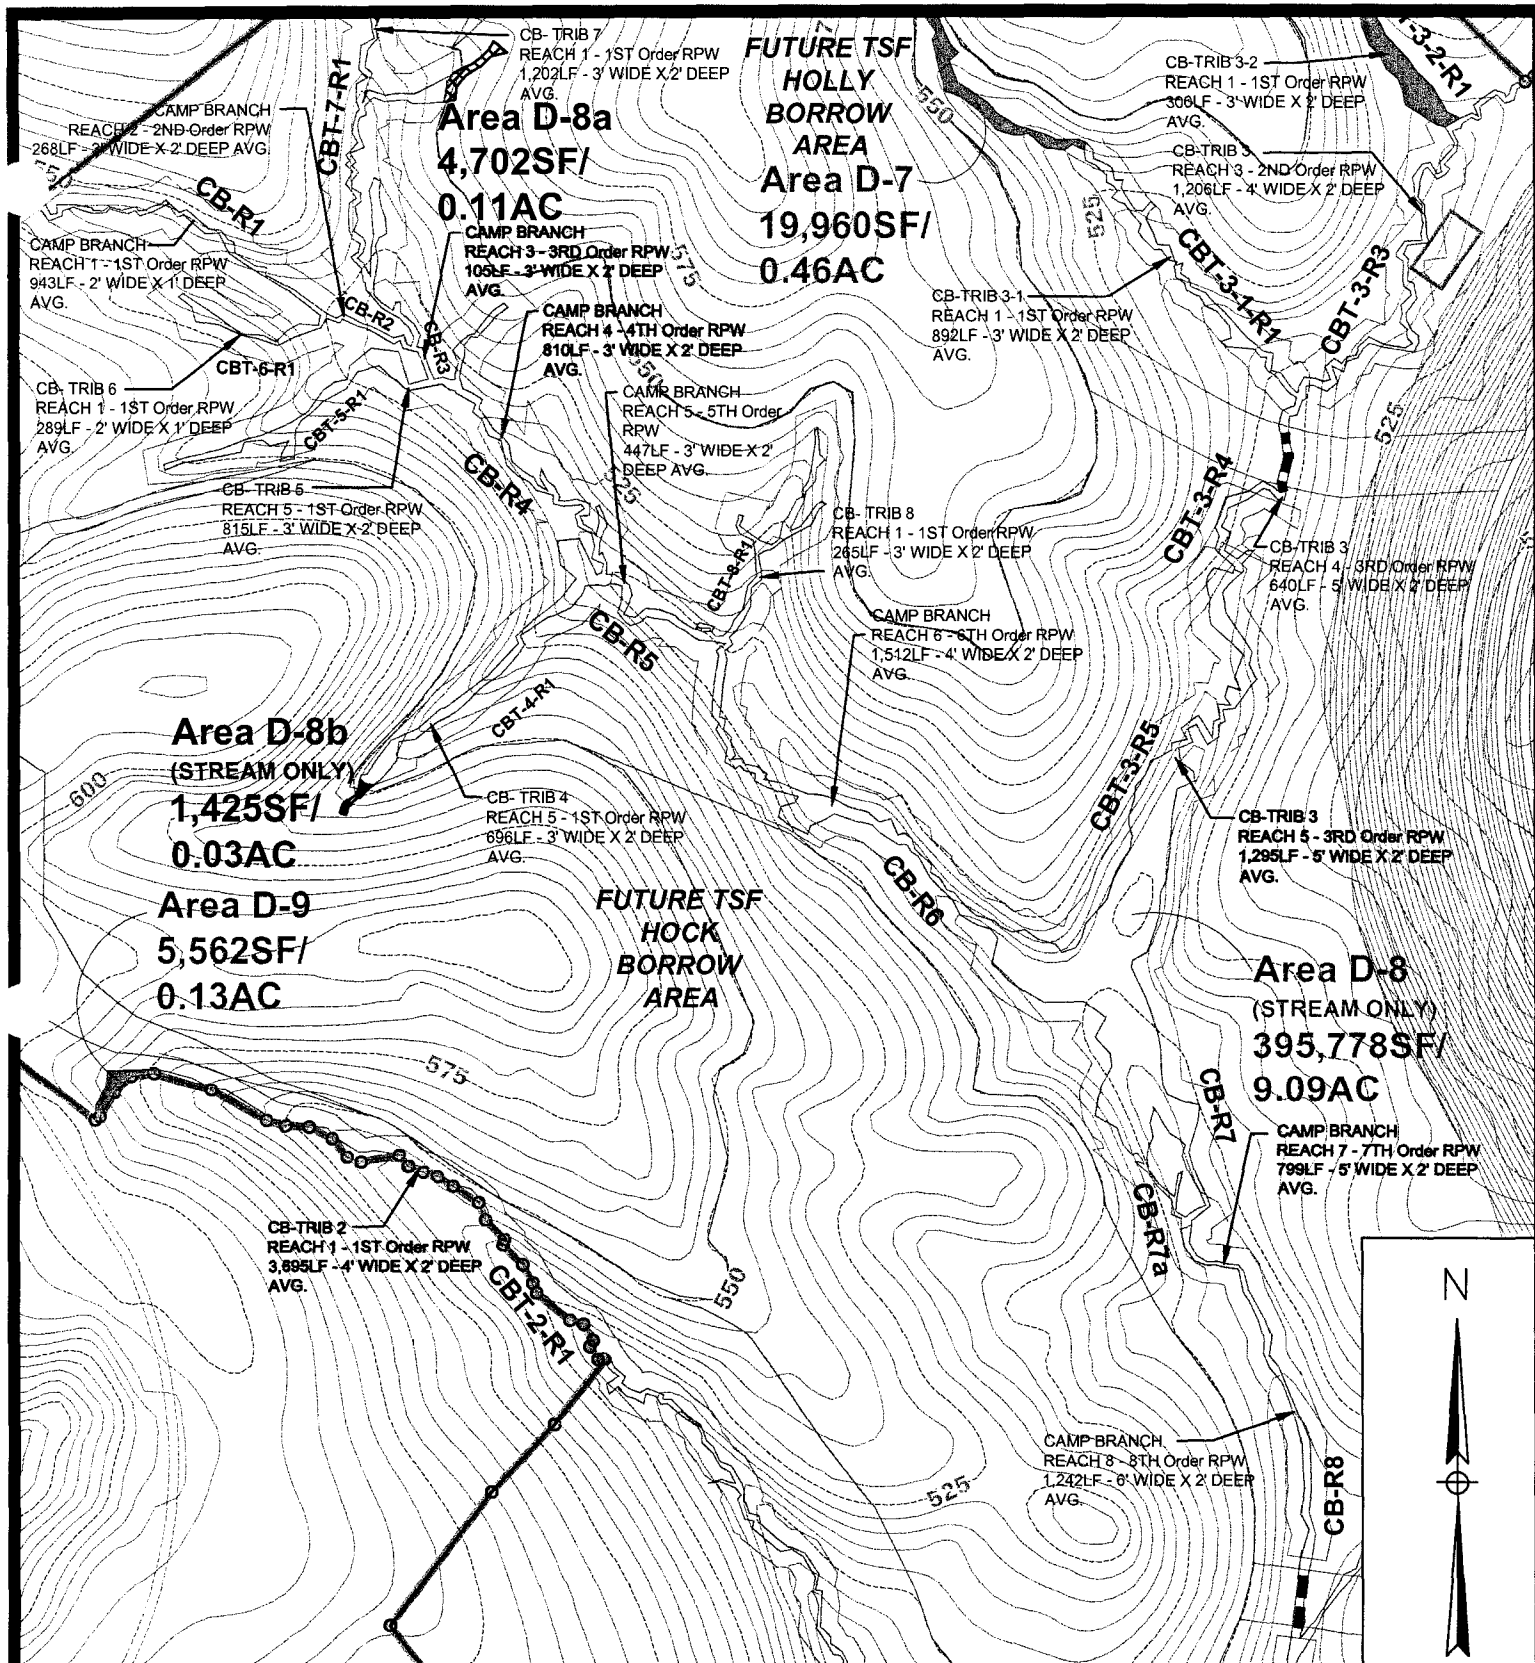 CB- TRIB 7
REACH 1 - 1ST Order RPW
1,202LF - 3' WIDE X 2' DEEP
AVG.
FUTURE TSF
HOLLY
BORROW
AREA
Area D-7
19,960SF/
0.46AC
550
CB-TRIB 3-2
REACH 1 - 1ST Order RPW
306LF - 3' WIDE X 2' DEEP
AVG.
-3-2-R1
CAMP BRANCH
REACH 2 - 2ND Order RPW
268LF - 3' WIDE X 2' DEEP AVG.
CBT-7-R1
Area D-8a
4,702SF/
0.11AC
CB-TRIB 3
REACH 3 - 2ND Order RPW
1,206LF - 4' WIDE X 2' DEEP
AVG.
525
CB-R1
CAMP BRANCH
REACH 1 - 1ST Order RPW
943LF - 2' WIDE X 1' DEEP
AVG.
CAMP BRANCH
REACH 3 - 3RD Order RPW
105LF - 3' WIDE X 2' DEEP
AVG.
575
CBT-3-1-R1
CBT-3-R3
CB-TRIB 3-1
REACH 1 - 1ST Order RPW
892LF - 3' WIDE X 2' DEEP
AVG.
CB-R2
CB-R3
CAMP BRANCH
REACH 4 - 4TH Order RPW
810LF - 3' WIDE X 2' DEEP
AVG.
550
CBT-6-R1
CB- TRIB 6
REACH 1 - 1ST Order RPW
289LF - 2' WIDE X 1' DEEP
AVG.
CBT-5-R1
CAMP BRANCH
REACH 5 - 5TH Order
RPW
447LF - 3' WIDE X 2'
DEEP AVG.
525
525
CB-R4
CBT-3-R4
CB- TRIB 5
REACH 5 - 1ST Order RPW
815LF - 3' WIDE X 2' DEEP
AVG.
CB- TRIB 8
REACH 1 - 1ST Order RPW
265LF - 3' WIDE X 2' DEEP
AVG.
CBT-8-R1
CB-TRIB 3
REACH 4 - 3RD Order RPW
640LF - 5' WIDE X 2' DEEP
AVG.
CB-R5
CAMP BRANCH
REACH 6 - 6TH Order RPW
1,512LF - 4' WIDE X 2' DEEP
AVG.
CBT-4-R1
Area D-8b
(STREAM ONLY)
1,425SF/
0.03AC
600
CB- TRIB 4
REACH 5 - 1ST Order RPW
696LF - 3' WIDE X 2' DEEP
AVG.
CBT-3-R5
CB-TRIB 3
REACH 5 - 3RD Order RPW
1,295LF - 5' WIDE X 2' DEEP
AVG.
Area D-9
5,562SF/
0.13AC
FUTURE TSF
HOCK
BORROW
AREA
CB-R6
Area D-8
(STREAM ONLY)
395,778SF/
9.09AC
575
CB-R7
CAMP BRANCH
REACH 7 - 7TH Order RPW
799LF - 5' WIDE X 2' DEEP
AVG.
CB-R7a
CB-TRIB 2
REACH 1 - 1ST Order RPW
3,695LF - 4' WIDE X 2' DEEP
AVG.
CBT-2-R1
550
N
CAMP BRANCH
REACH 8 - 8TH Order RPW
1,242LF - 6' WIDE X 2' DEEP
AVG.
525
CB-R8